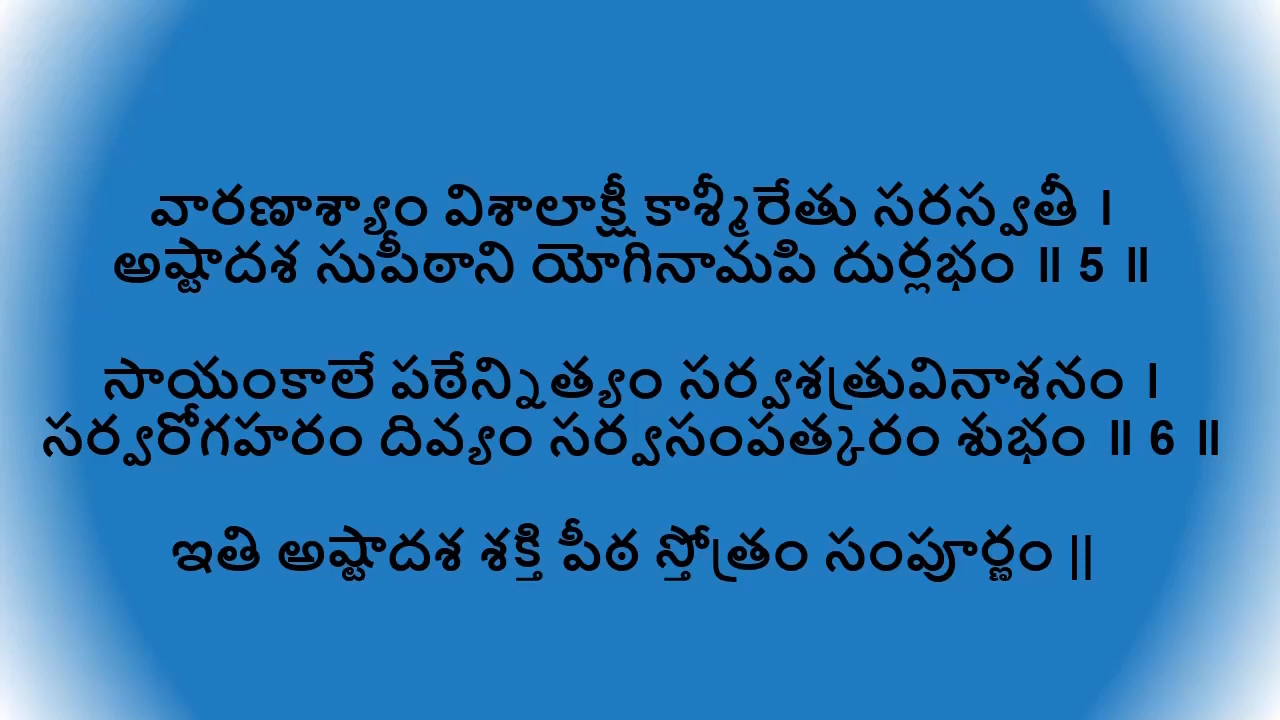 వారణాశ్యాం విశాలాక్షీ కాశ్మీరేతు సరస్వతీ ।
అష్టాదశ సుపీఠాని యోగినామపి దుర్లభం ॥ 5 ॥
సాయంకాలే పఠేన్నిత్యం సర్వశత్రువినాశనం ।
సర్వరోగహరం దివ్యం సర్వసంపత్కరం శుభం ॥ 6 ॥
ఇతి అష్టాదశ శక్తి పీఠ స్తోత్రం సంపూర్ణం ||